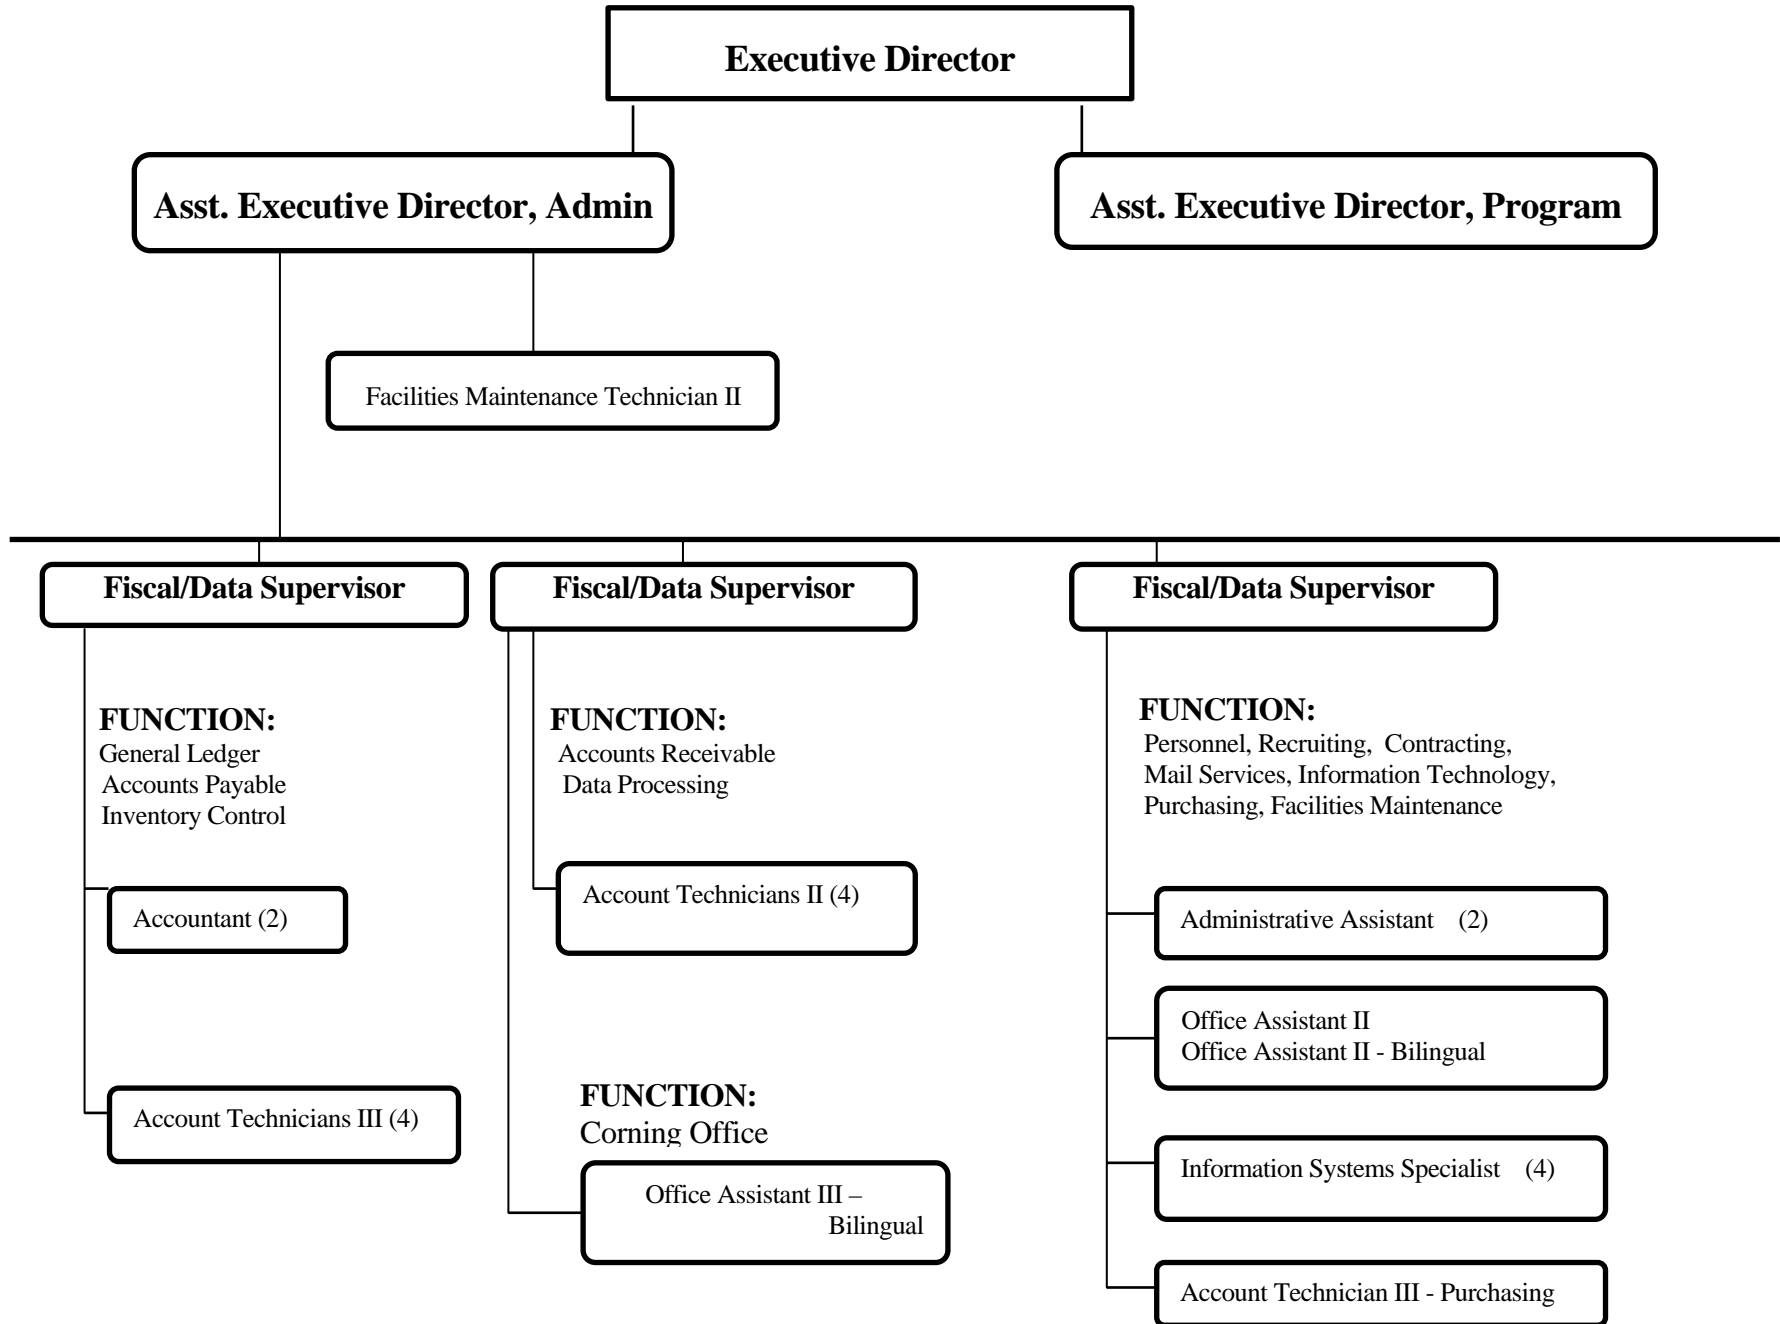 Executive Director
Asst. Executive Director, Admin
Asst. Executive Director, Program
Facilities Maintenance Technician II
Fiscal/Data Supervisor
Fiscal/Data Supervisor
Fiscal/Data Supervisor
FUNCTION:
General Ledger
Accounts Payable
Inventory Control
Accountant (2)
Account Technicians III (4)
FUNCTION:
Accounts Receivable
Data Processing
Account Technicians II (4)
FUNCTION:
Corning Office
Office Assistant III –
Bilingual
FUNCTION:
Personnel, Recruiting, Contracting,
Mail Services, Information Technology,
Purchasing, Facilities Maintenance
Administrative Assistant (2)
Office Assistant II
Office Assistant II - Bilingual
Information Systems Specialist (4)
Account Technician III - Purchasing